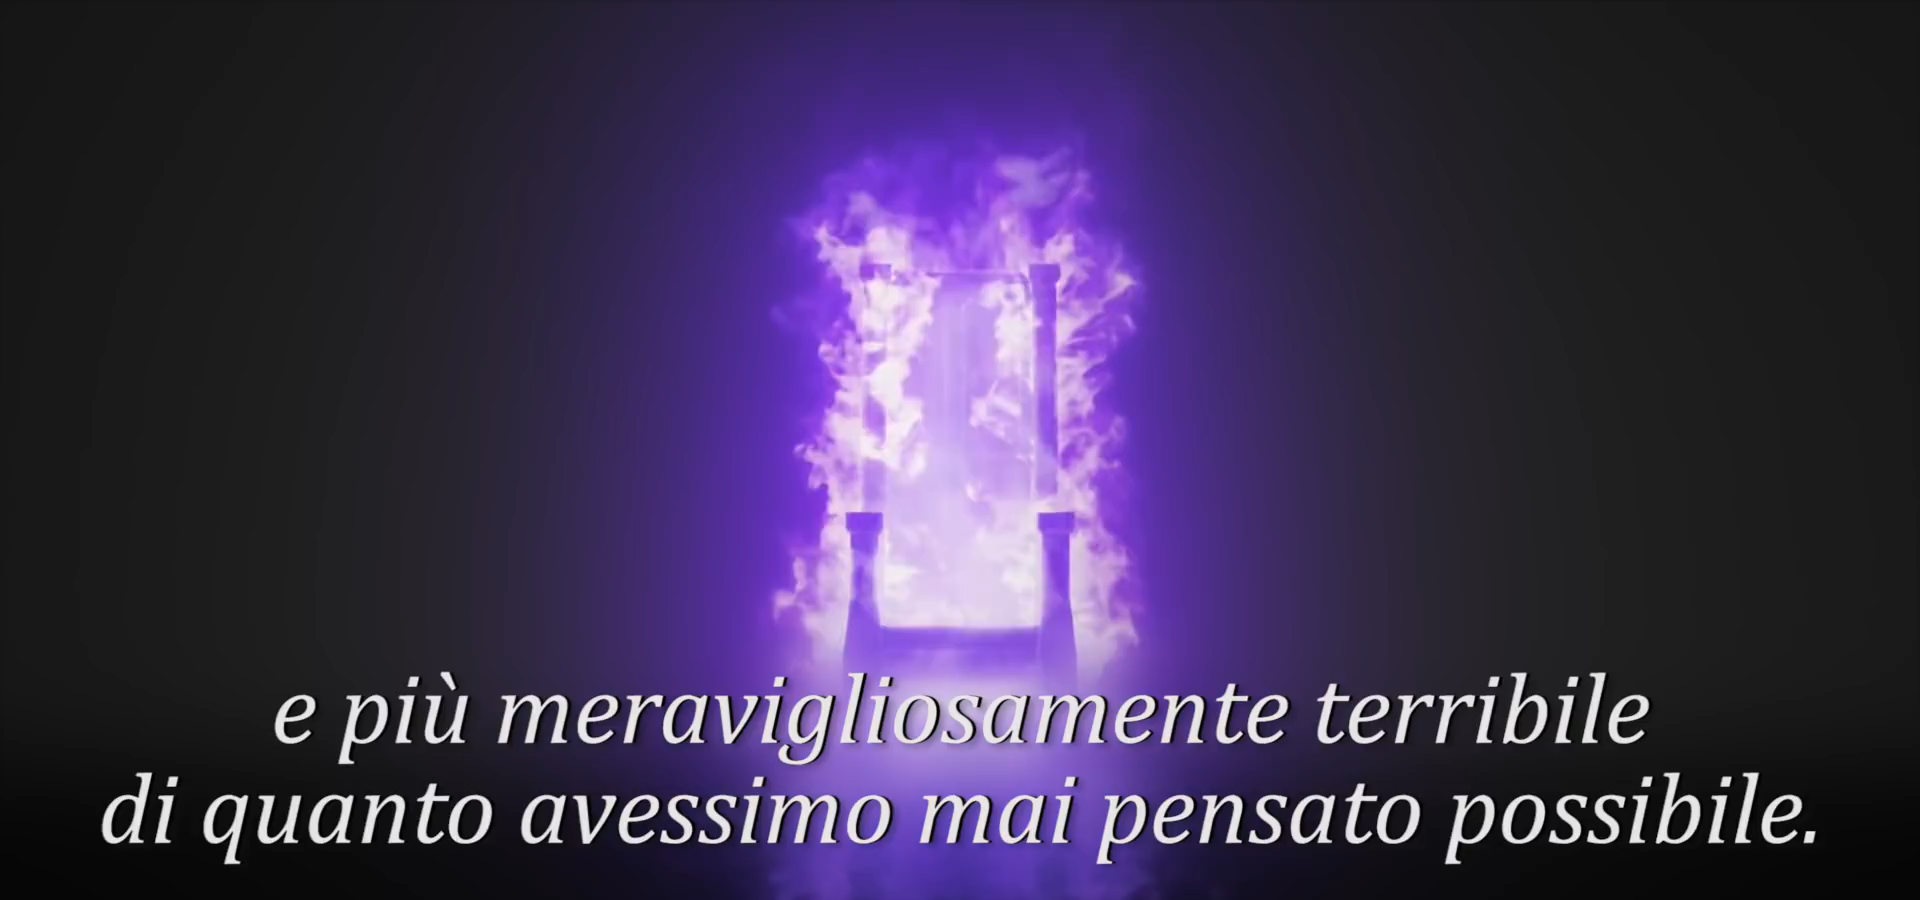 e più meravigliosamente terribile
di quanto avessimo mai pensato possibile.